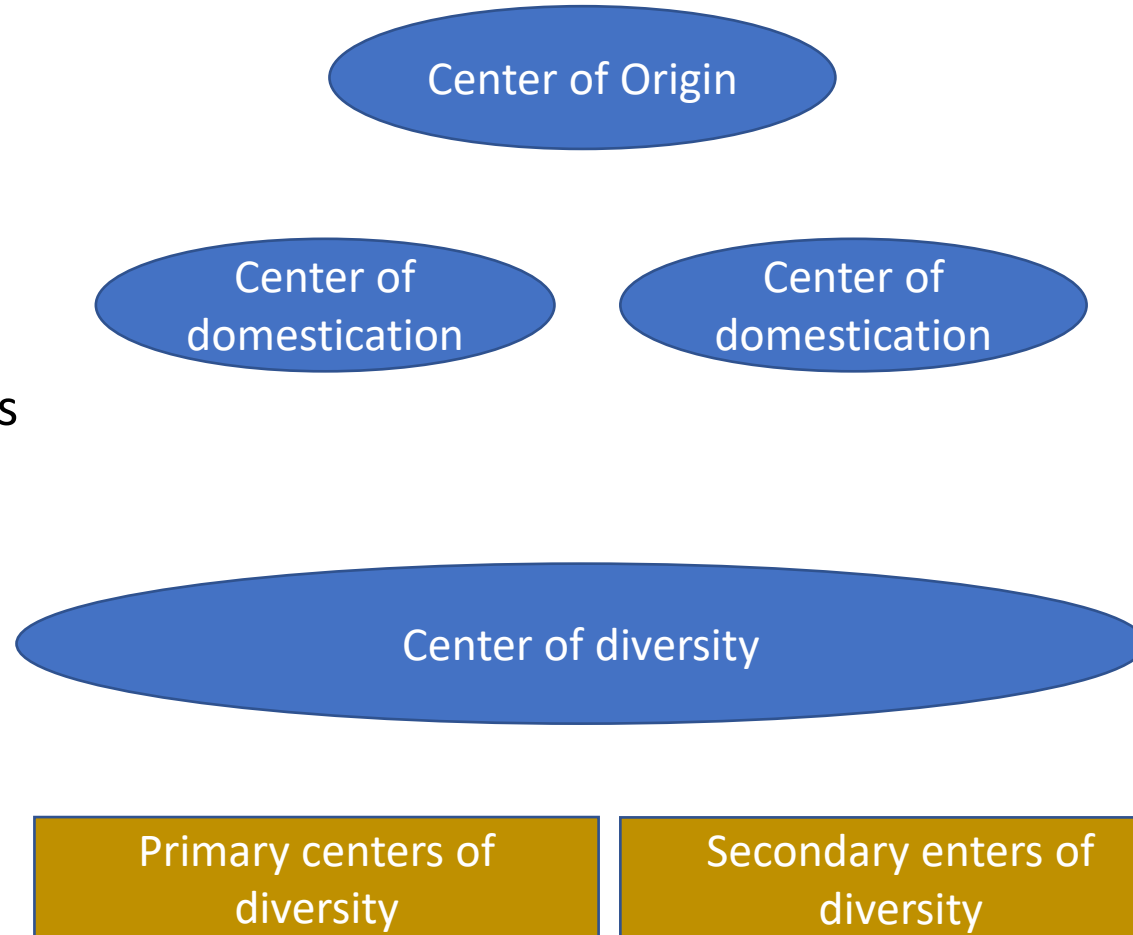 Center of Origin
Center of
domestication
Center of
domestication
s
Center of diversity
Primary centers of
diversity
Secondary enters of
diversity